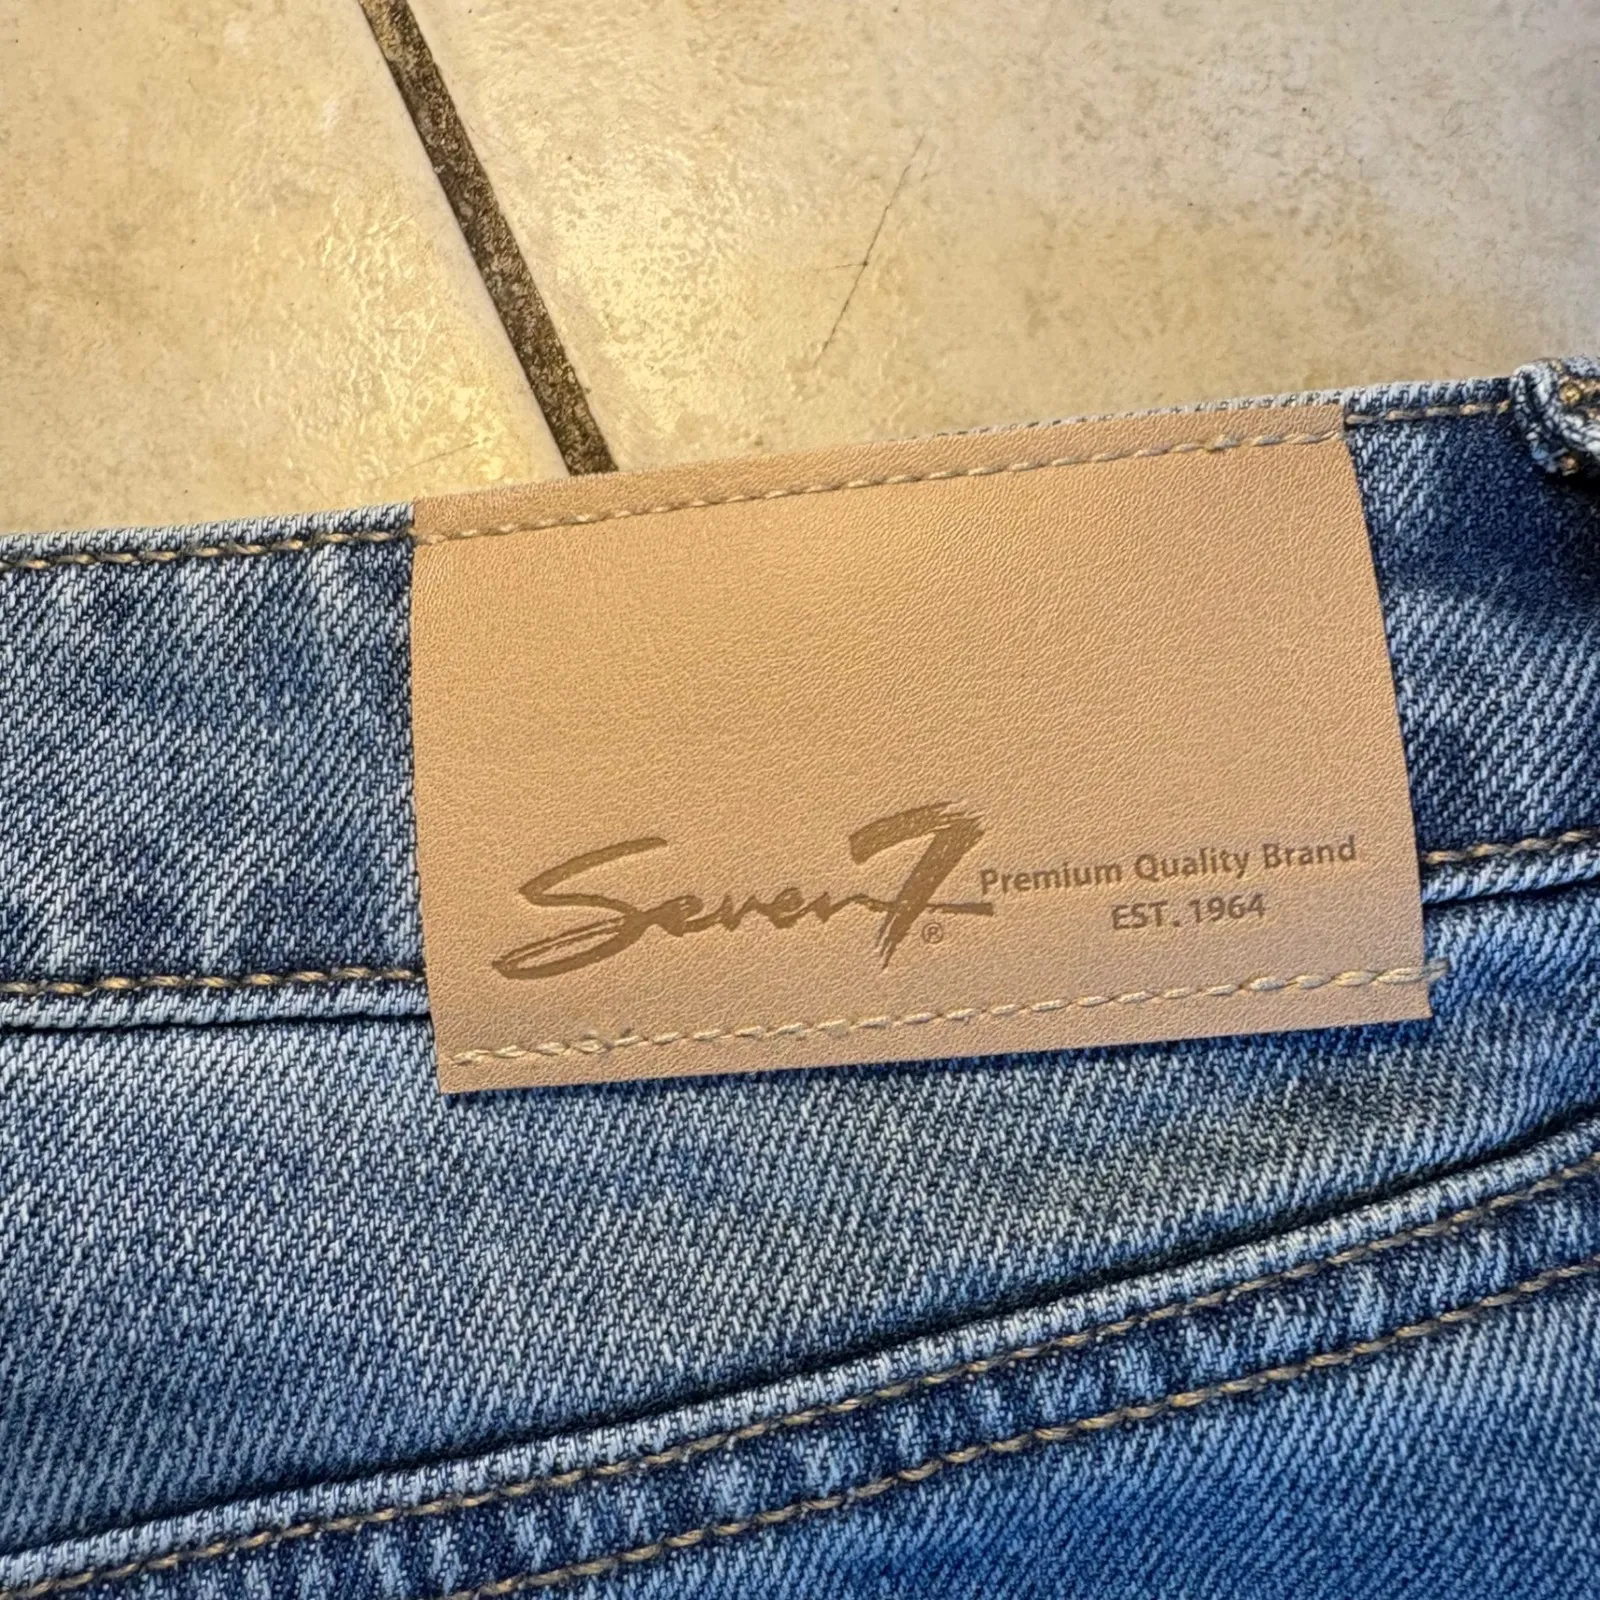 Seven7® Premium Quality Brand
EST. 1964